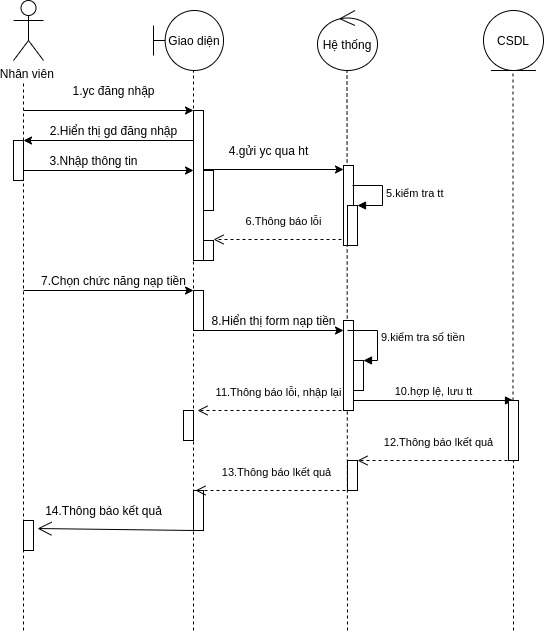 Giao diện
Hệ thống
CSDL
Nhân viên
1.yc đăng nhập
2.Hiển thị gd đăng nhập
3.Nhập thông tin
4.gửi yc qua ht
5.kiểm tra tt
6.Thông báo lỗi
7.Chọn chức năng nạp tiền
8.Hiển thị form nạp tiền
9.kiểm tra số tiền
10.hợp lệ, lưu tt
11.Thông báo lỗi, nhập lại
12.Thông báo lkết quả
13.Thông báo lkết quả
14.Thông báo kết quả